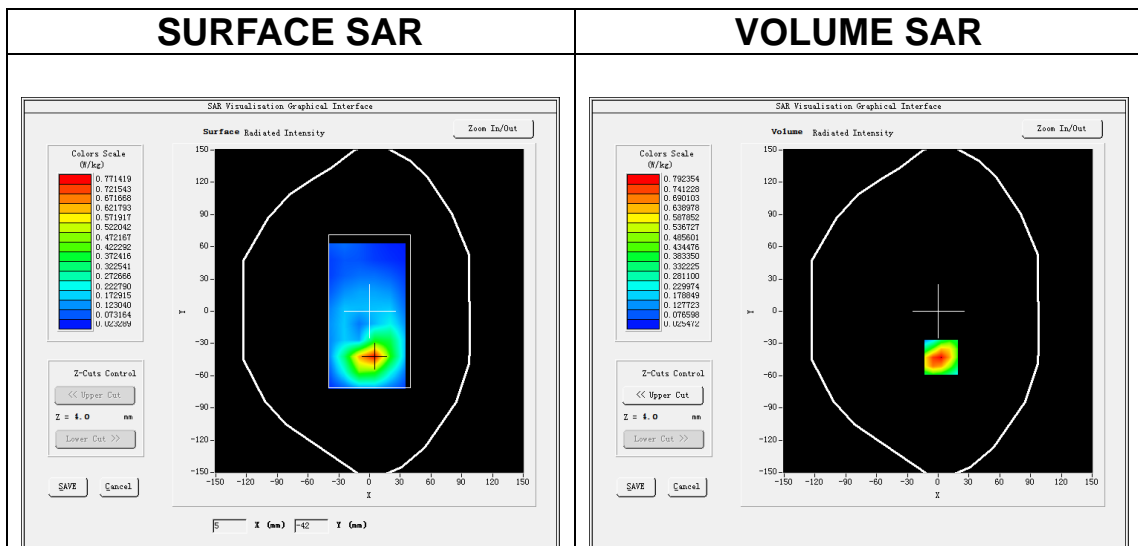 SURFACE SAR
SAR Visualisation Graphical Interface
Surface Radiated Intensity
Zoom In/Out
Colors Scale
(W/kg)
0.771419
0.721543
0.671668
0.621793
0.571917
0.522042
0.472167
0.422292
0.372416
0.322541
0.272666
0.222790
0.172915
0.123040
0.073164
0.023289
150
120
90
60
30
0
-30
-60
-90
-120
-150
Y
-150 -120 -90 -60 -30 0 30 60 90 120 150
X
Z-Cuts Control
<< Upper Cut
Z = 4.0 mm
Lower Cut >>
SAVE Cancel
5 X (mm) -42 Y (mm)
VOLUME SAR
SAR Visualisation Graphical Interface
Volume Radiated Intensity
Zoom In/Out
Colors Scale
(W/kg)
0.792354
0.741228
0.690103
0.638978
0.587852
0.536727
0.485601
0.434476
0.383350
0.332225
0.281100
0.229974
0.178849
0.127723
0.076598
0.025472
150
120
90
60
30
0
-30
-60
-90
-120
-150
Y
-150 -120 -90 -60 -30 0 30 60 90 120 150
X
Z-Cuts Control
<< Upper Cut
Z = 4.0 mm
Lower Cut >>
SAVE Cancel